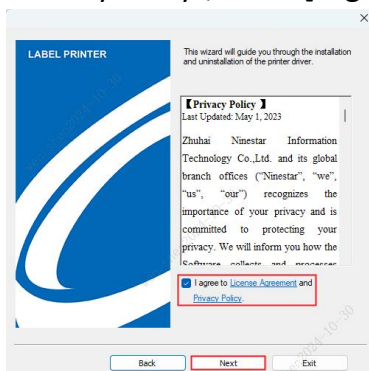 LABEL PRINTER
This wizard will guide you through the installation
and uninstallation of the printer driver.
【Privacy Policy】
Last Updated: May 1, 2023
Zhuhai Ninestar Information
Technology Co.,Ltd. and its global
branch offices (“Ninestar”, “we”,
“us”, “our”) recognizes the
importance of your privacy and is
committed to protecting your
privacy. We will inform you how the
Software collects and processes
I agree to License Agreement and
Privacy Policy.
Back
Next
Exit